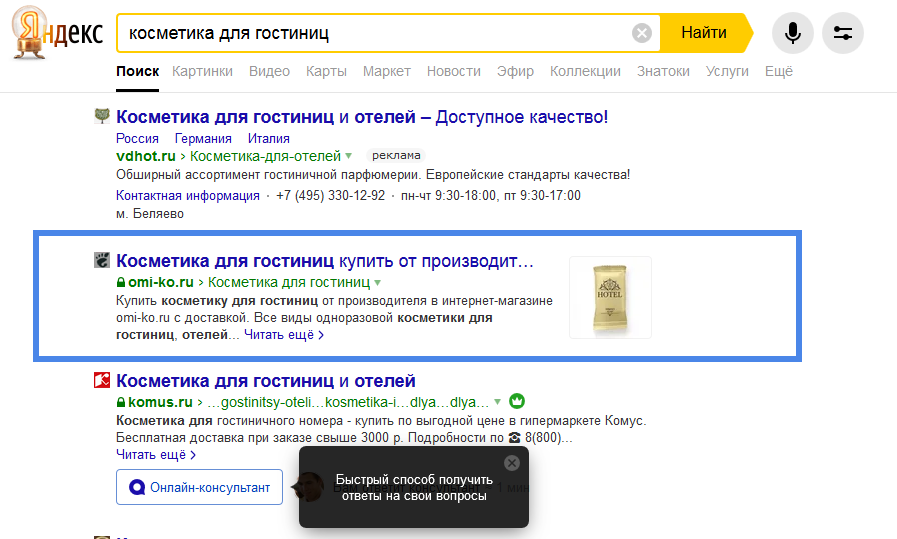 Яндекс
косметика для гостиниц
Найти
Поиск Картинки Видео Карты Маркет Новости Эфир Коллекции Знатоки Услуги Ещё
Косметика для гостиниц и отелей – Доступное качество!
Россия Германия Италия
vdhot.ru › Косметика-для-отелей реклама
Обширный ассортимент гостиничной парфюмерии. Европейские стандарты качества!
Контактная информация · +7 (495) 330-12-92 · пн-чт 9:30-18:00, пт 9:30-17:00
м. Беляево
Косметика для гостиниц купить от производит...
omi-ko.ru › Косметика для гостиниц
Купить косметику для гостиниц от производителя в интернет-магазине
omi-ko.ru с доставкой. Все виды одноразовой косметики для
гостиниц, отелей... Читать ещё ›
HOTEL
Косметика для гостиниц и отелей
komus.ru › ...gostinitsy-oteli...kosmetika-i...dlya...dlya...
Косметика для гостиничного номера - купить по выгодной цене в гипермаркете Комус.
Бесплатная доставка при заказе свыше 3000 р. Подробности по ☎ 8(800)...
Читать ещё ›
Онлайн-консультант
Быстрый способ получить
ответы на свои вопросы